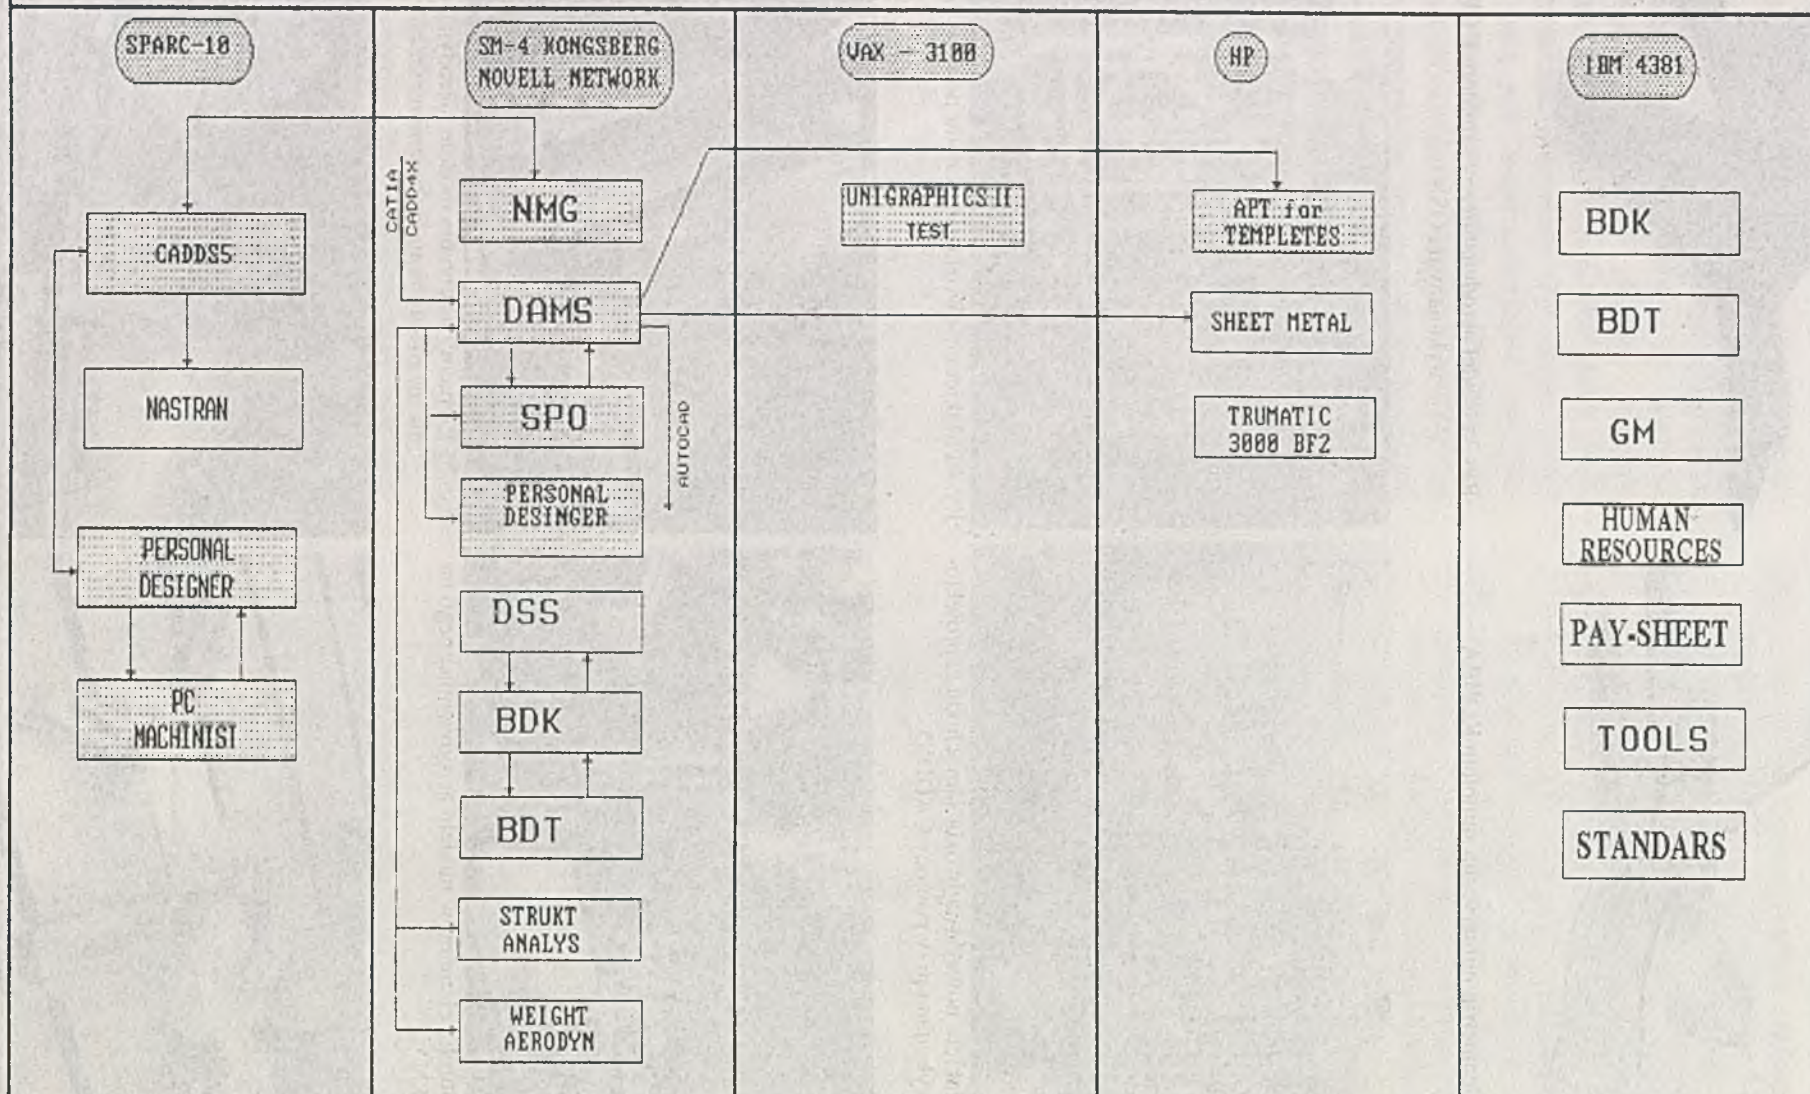 SPARC-10
SM-4 KONGSBERG
NOVELL NETWORK
VAX - 3100
HP
IBM 4381
CADDS5
NASTRAN
PERSONAL
DESIGNER
PC
MACHINIST
CATIA
CADD4X
NMG
DAMS
SPO
AUTOCAD
PERSONAL
DESINGER
DSS
BDK
BDT
STRUKT
ANALYS
WEIGHT
AERODYN
UNIGRAPHICS II
TEST
APT for
TEMPLETES
SHEET METAL
TRUMATIC
3000 BF2
BDK
BDT
GM
HUMAN
RESOURCES
PAY-SHEET
TOOLS
STANDARS